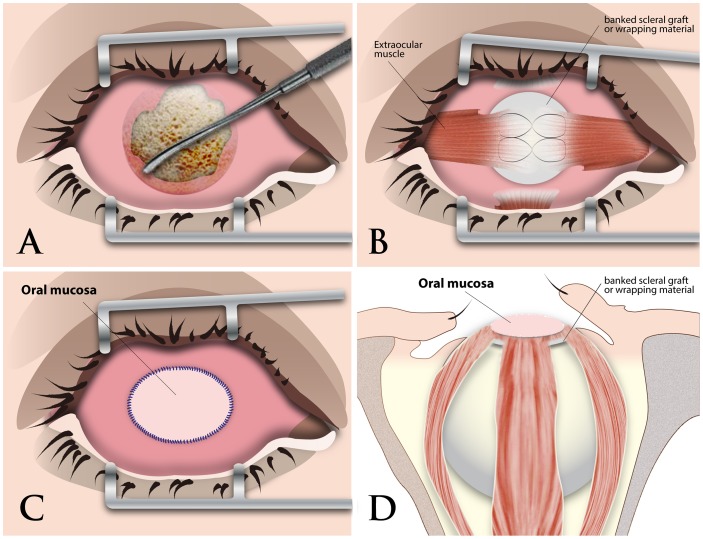 A
banked scleral graft
or wrapping material
Extraocular
muscle
B
Oral mucosa
C
Oral mucosa
banked scleral graft
or wrapping material
D